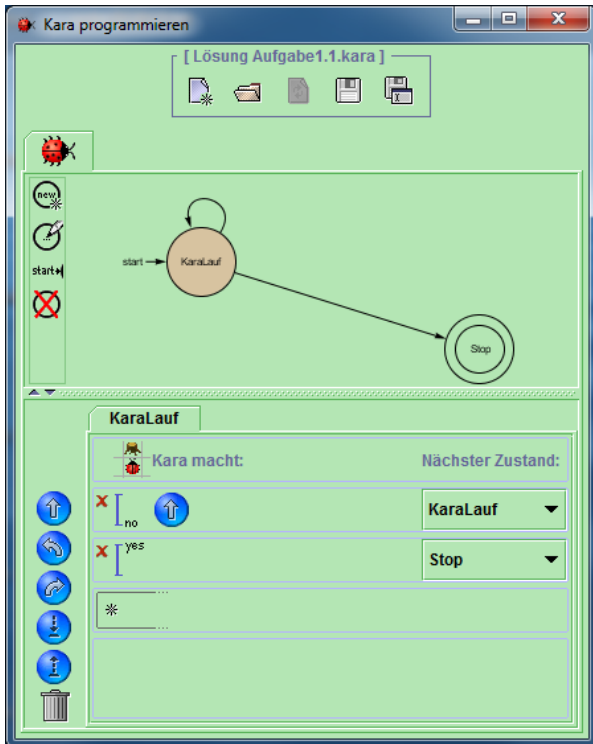 Kara programmieren
[ Lösung Aufgabe1.1.kara ]
new
start
start
KaraLauf
Stop
KaraLauf
Kara macht:
Nächster Zustand:
no
KaraLauf
yes
Stop